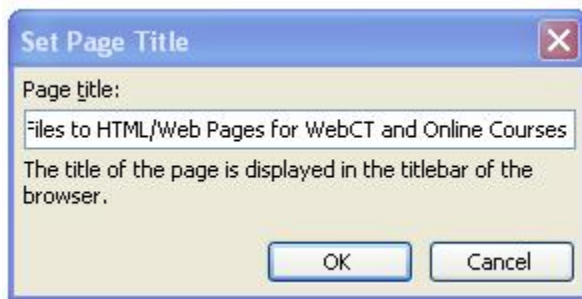 Set Page Title
Page title:
Files to HTML/Web Pages for WebCT and Online Courses
The title of the page is displayed in the titlebar of the
browser.
OK
Cancel